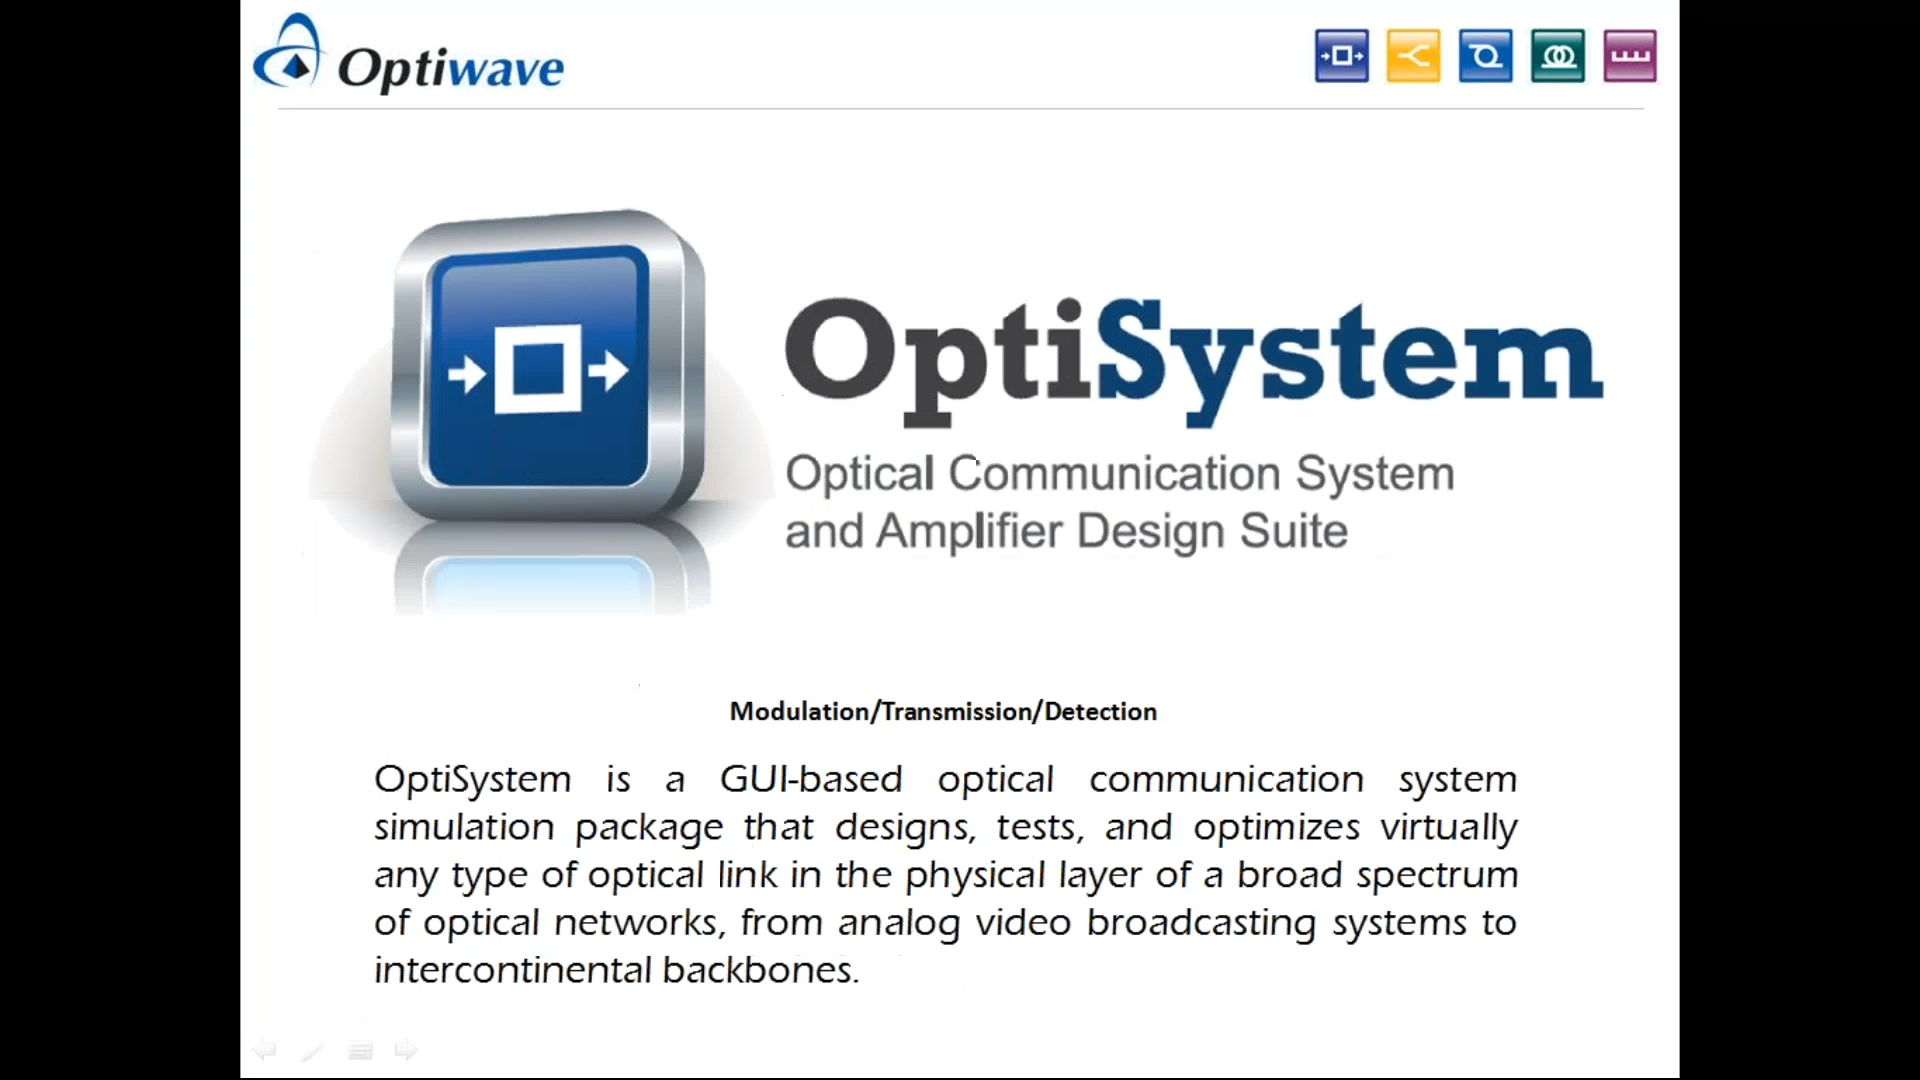 Optiwave
OptiSystem
Optical Communication System
and Amplifier Design Suite
Modulation/Transmission/Detection
OptiSystem is a GUI-based optical communication system
simulation package that designs, tests, and optimizes virtually
any type of optical link in the physical layer of a broad spectrum
of optical networks, from analog video broadcasting systems to
intercontinental backbones.